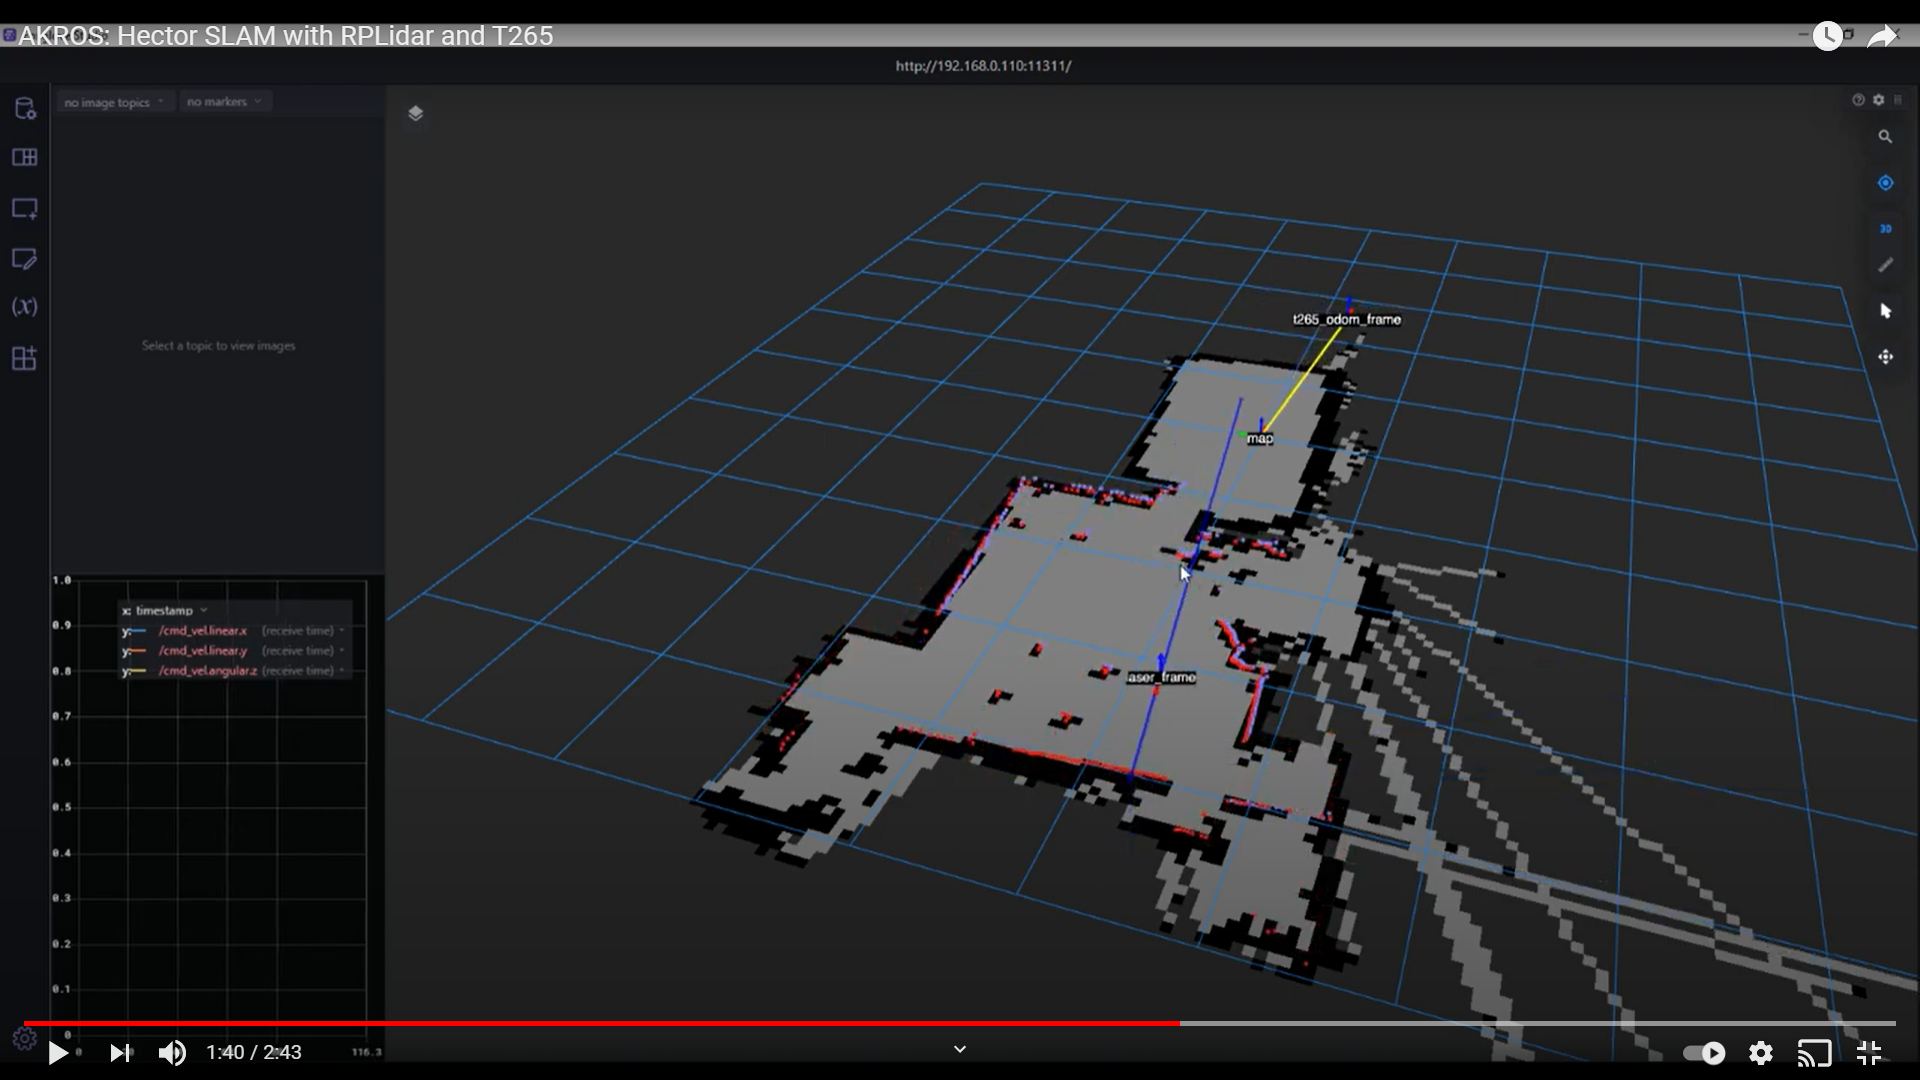 AKROS: Hector SLAM with RPLidar and T265
http://192.168.0.110:11311/
no image topics
no markers
3D
t265_odom_frame
Select a topic to view images
map
1.0
x: timestamp
0.9
y: /cmd_vel.linear.x (receive time)
y: /cmd_vel.linear.y (receive time)
0.8
y: /cmd_vel.angular.z (receive time)
laser_frame
0.7
0.6
0.5
0.4
0.3
0.2
0.1
0
0
116.3
1:40 / 2:43